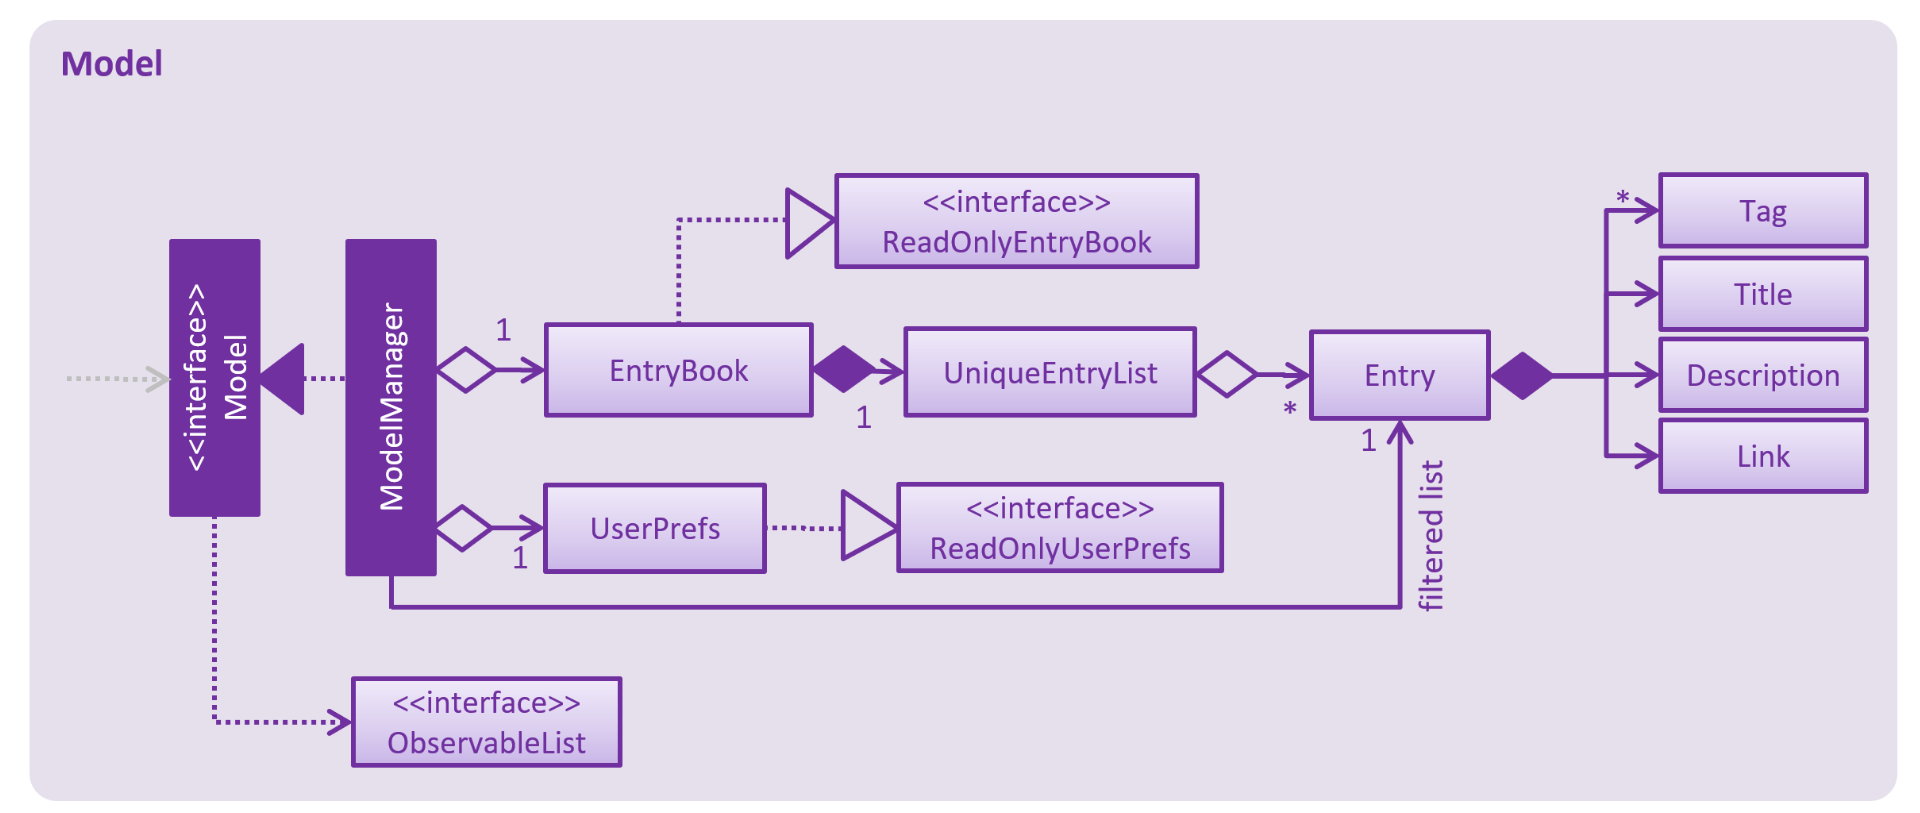 Model
<<interface>>
Model
ModelManager
1
EntryBook
<<interface>>
ReadOnlyEntryBook
1
UniqueEntryList
*
Entry
1
filtered list
*
Tag
Title
Description
Link
1
UserPrefs
<<interface>>
ReadOnlyUserPrefs
<<interface>>
ObservableList